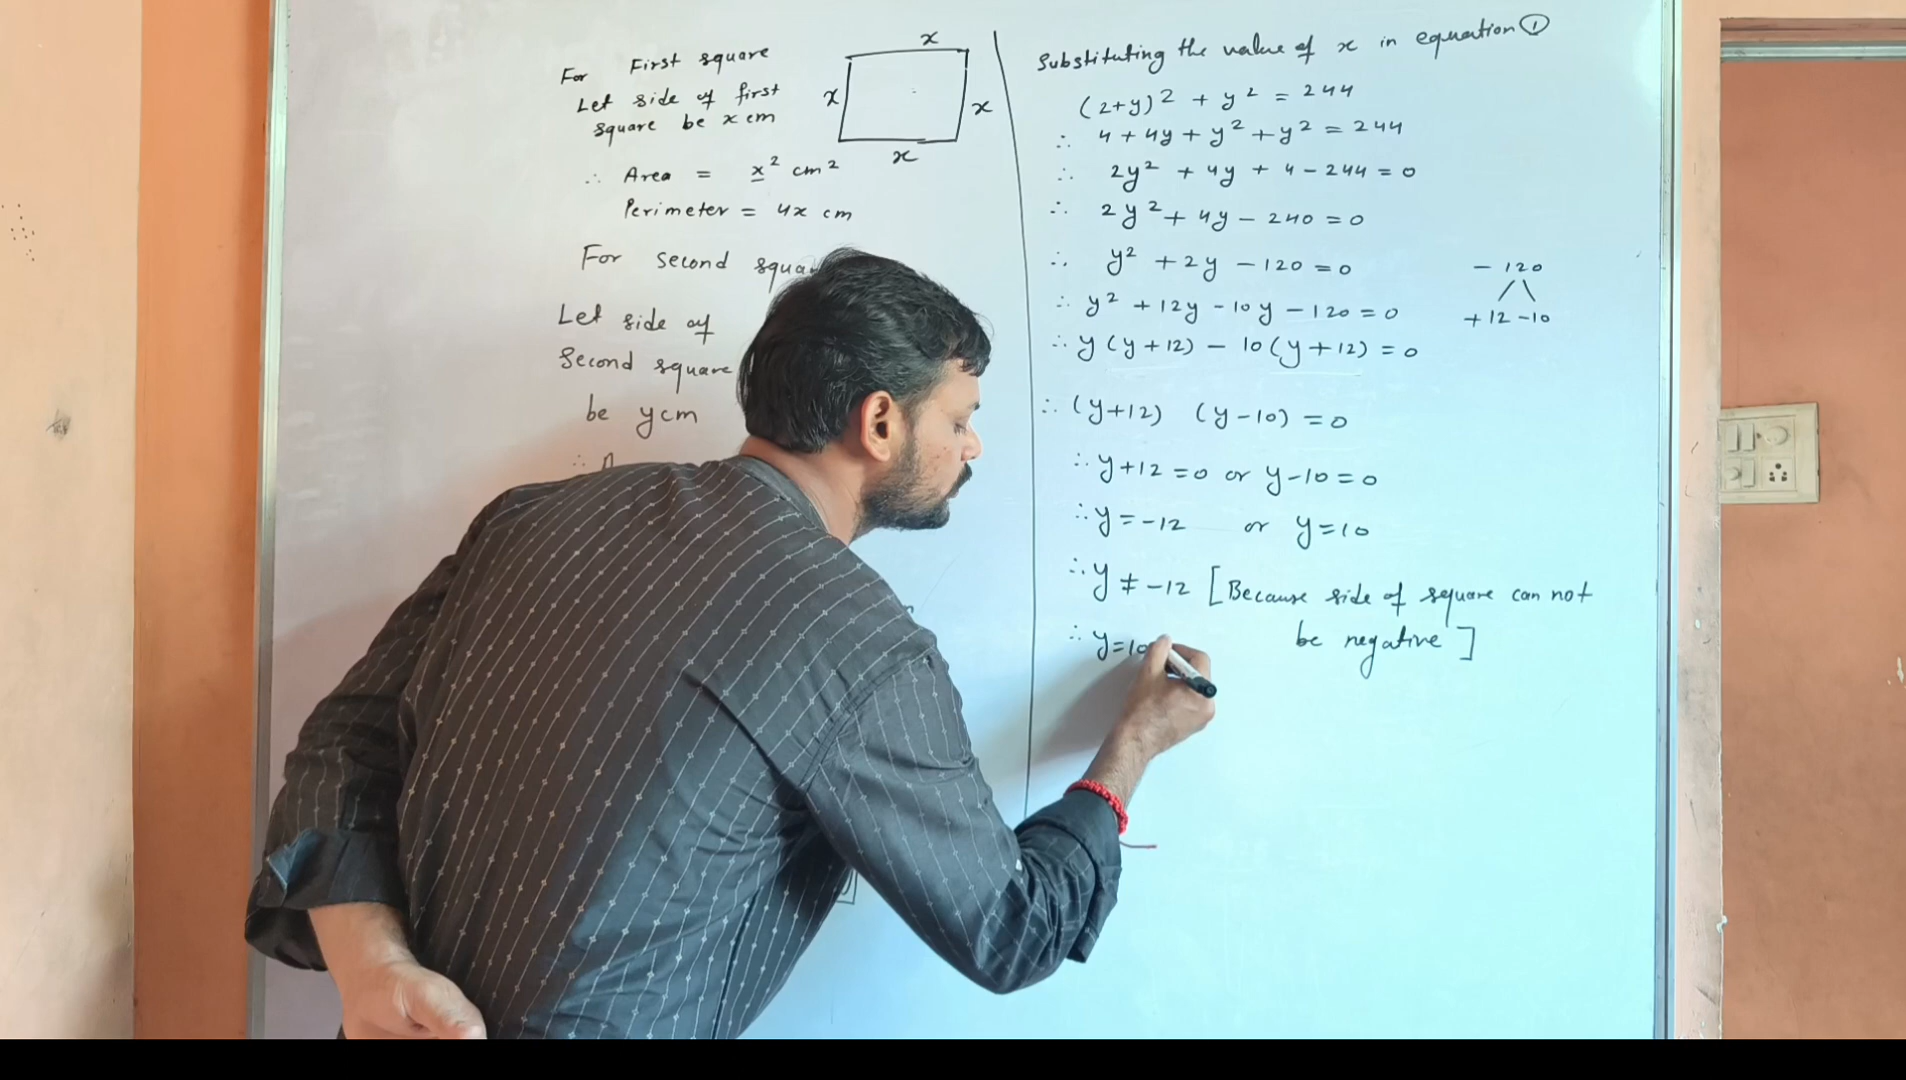 For First square
Let side of first
square be x cm
∴ Area = x² cm²
Perimeter = 4x cm
x
x
x
x
For second
Let side of
second square
be y cm
∴
Substituting the value of x in equation ①
(2+y)² + y² = 244
∴ 4 + 4y + y² + y² = 244
∴ 2y² + 4y + 4 - 244 = 0
∴ 2y² + 4y - 240 = 0
∴ y² + 2y - 120 = 0
∴ y² + 12y - 10y - 120 = 0
∴ y (y+12) - 10 (y+12) = 0
∴ (y+12) (y-10) = 0
∴ y+12 = 0 or y-10 = 0
∴ y = -12 or y = 10
∴ y ≠ -12 [Because side of square can not
be negative]
∴ y = 10
- 120
+12 -10